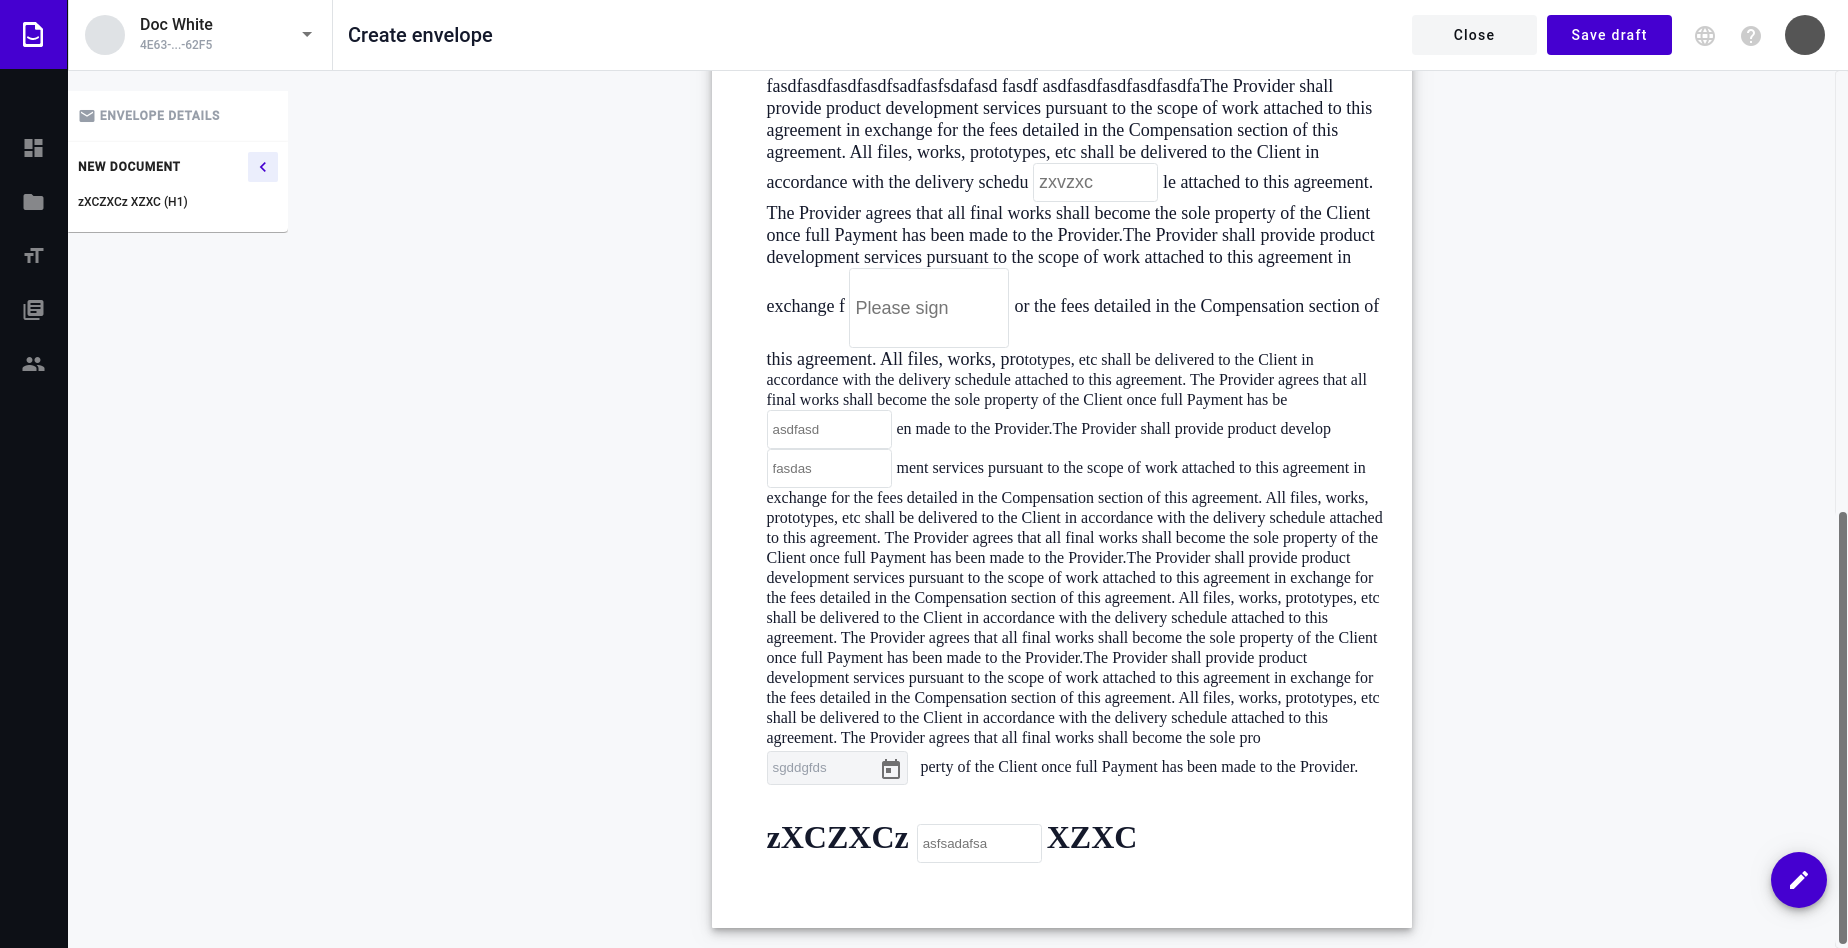 Doc White
4E63-...-62F5
Create envelope
Close
Save draft
ENVELOPE DETAILS
NEW DOCUMENT
zXCZXCz XZXC (H1)
fasdfasdfasdfasdfsadfasfsdafasd fasdf asdfasdfasdfasdfasdfaThe Provider shall
provide product development services pursuant to the scope of work attached to this
agreement in exchange for the fees detailed in the Compensation section of this
agreement. All files, works, prototypes, etc shall be delivered to the Client in
accordance with the delivery schedu zxvzxc le attached to this agreement.
The Provider agrees that all final works shall become the sole property of the Client
once full Payment has been made to the Provider.The Provider shall provide product
development services pursuant to the scope of work attached to this agreement in
exchange f Please sign or the fees detailed in the Compensation section of
this agreement. All files, works, prototypes, etc shall be delivered to the Client in
accordance with the delivery schedule attached to this agreement. The Provider agrees that all
final works shall become the sole property of the Client once full Payment has be
asdfasd en made to the Provider.The Provider shall provide product develop
fasdas ment services pursuant to the scope of work attached to this agreement in
exchange for the fees detailed in the Compensation section of this agreement. All files, works,
prototypes, etc shall be delivered to the Client in accordance with the delivery schedule attached
to this agreement. The Provider agrees that all final works shall become the sole property of the
Client once full Payment has been made to the Provider.The Provider shall provide product
development services pursuant to the scope of work attached to this agreement in exchange for
the fees detailed in the Compensation section of this agreement. All files, works, prototypes, etc
shall be delivered to the Client in accordance with the delivery schedule attached to this
agreement. The Provider agrees that all final works shall become the sole property of the Client
once full Payment has been made to the Provider.The Provider shall provide product
development services pursuant to the scope of work attached to this agreement in exchange for
the fees detailed in the Compensation section of this agreement. All files, works, prototypes, etc
shall be delivered to the Client in accordance with the delivery schedule attached to this
agreement. The Provider agrees that all final works shall become the sole pro
sgddgfds perty of the Client once full Payment has been made to the Provider.
zXCZXCz asfsadafsa XZXC